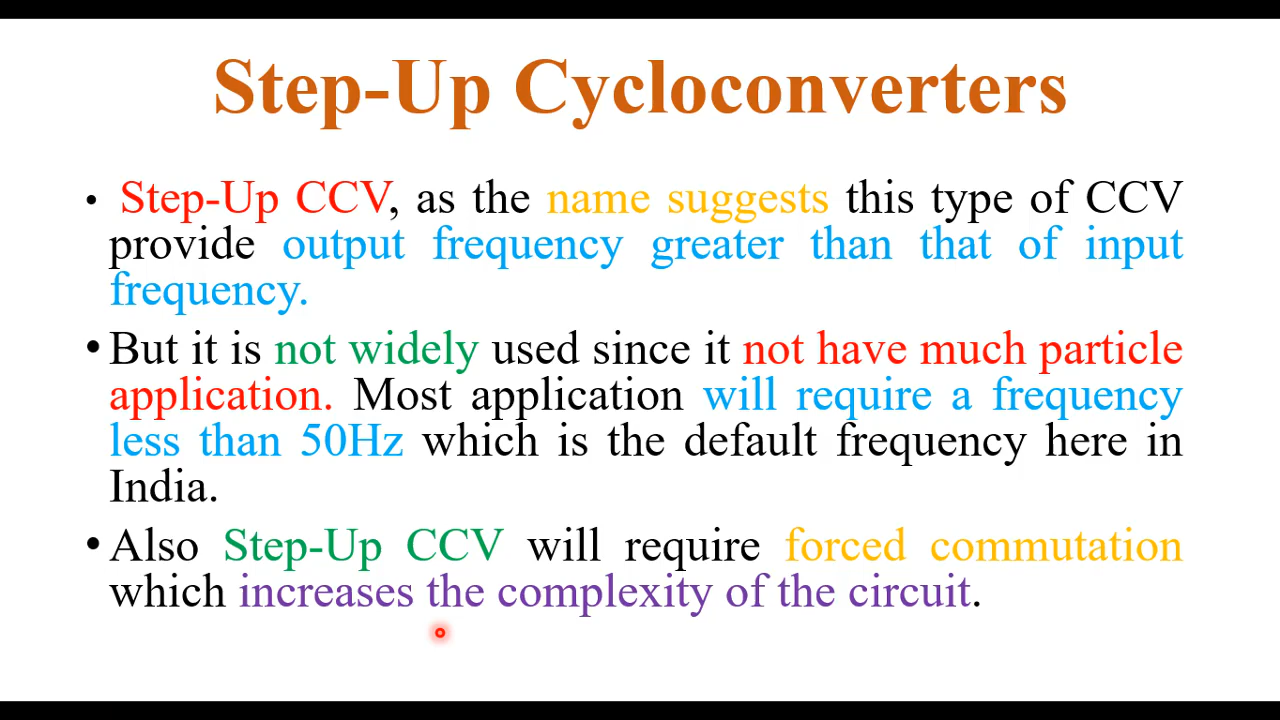 Step-Up Cycloconverters
• Step-Up CCV, as the name suggests this type of CCV
provide output frequency greater than that of input
frequency.
• But it is not widely used since it not have much particle
application. Most application will require a frequency
less than 50Hz which is the default frequency here in
India.
• Also Step-Up CCV will require forced commutation
which increases the complexity of the circuit.